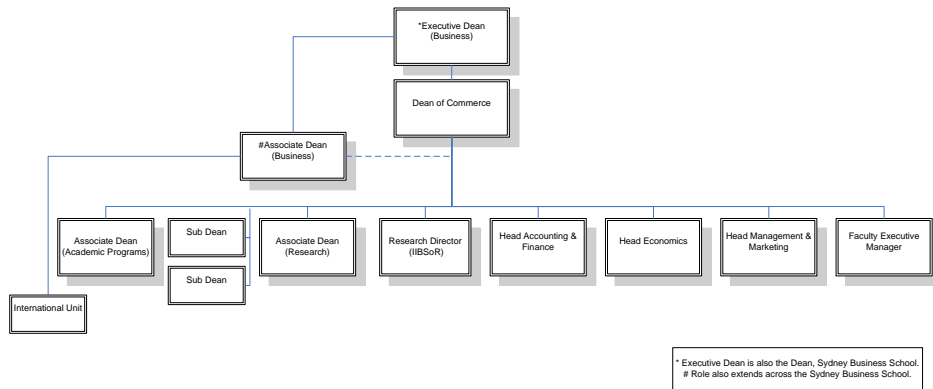 *Executive Dean
(Business)
Dean of Commerce
#Associate Dean
(Business)
Associate Dean
(Academic Programs)
Sub Dean
Sub Dean
Associate Dean
(Research)
Research Director
(IIBSoR)
Head Accounting &
Finance
Head Economics
Head Management &
Marketing
Faculty Executive
Manager
International Unit
* Executive Dean is also the Dean, Sydney Business School.
# Role also extends across the Sydney Business School.